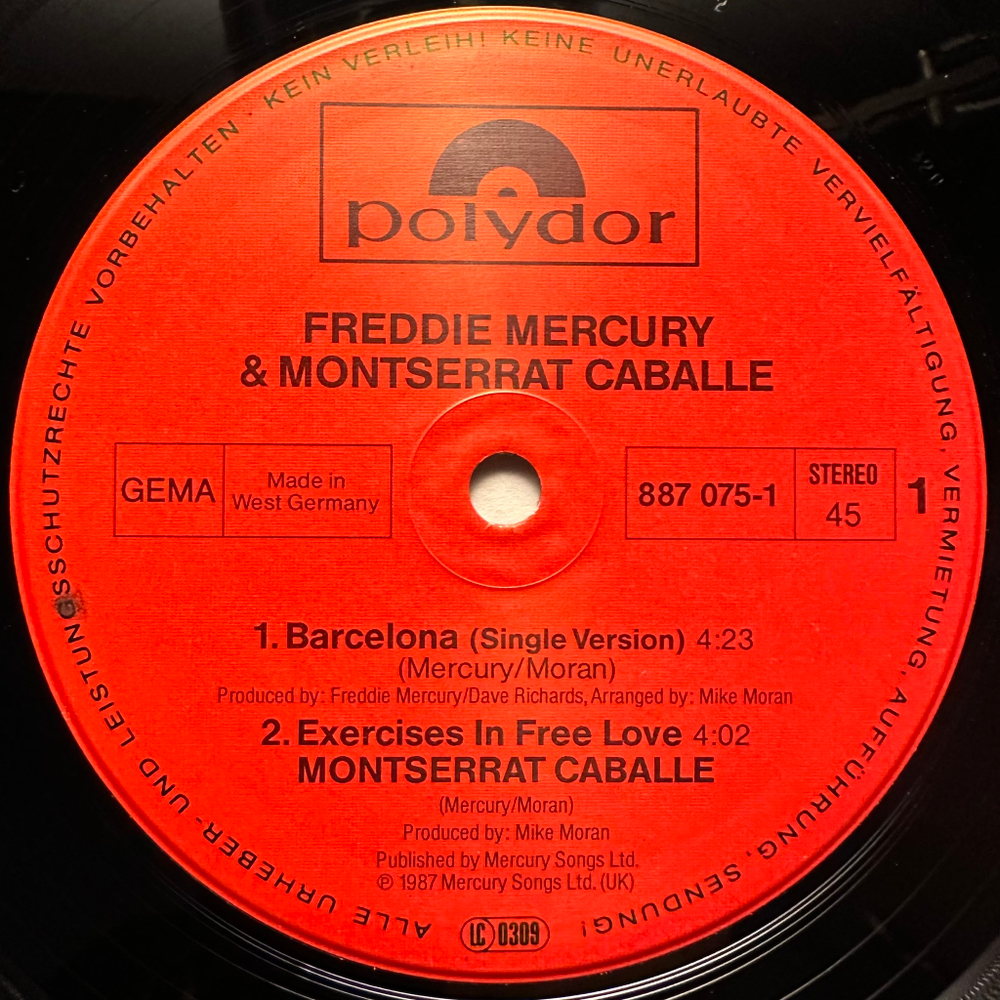 ALLE URHEBER- UND LEISTUNGSSCHUTZRECHTE VORBEHALTEN KEIN VERLEIH! KEINE UNERLAUBTE VERVIELFÄLTIGUNG, VERMIETUNG, AUFFÜHRUNG, SENDUNG!
polydor
FREDDIE MERCURY
& MONTSERRAT CABALLE
GEMA
Made in
West Germany
887 075-1
STEREO
45
1
1. Barcelona (Single Version) 4:23
(Mercury/Moran)
Produced by: Freddie Mercury/Dave Richards, Arranged by: Mike Moran
2. Exercises In Free Love 4:02
MONTSERRAT CABALLE
(Mercury/Moran)
Produced by: Mike Moran
Published by Mercury Songs Ltd.
℗ 1987 Mercury Songs Ltd. (UK)
LC 0309